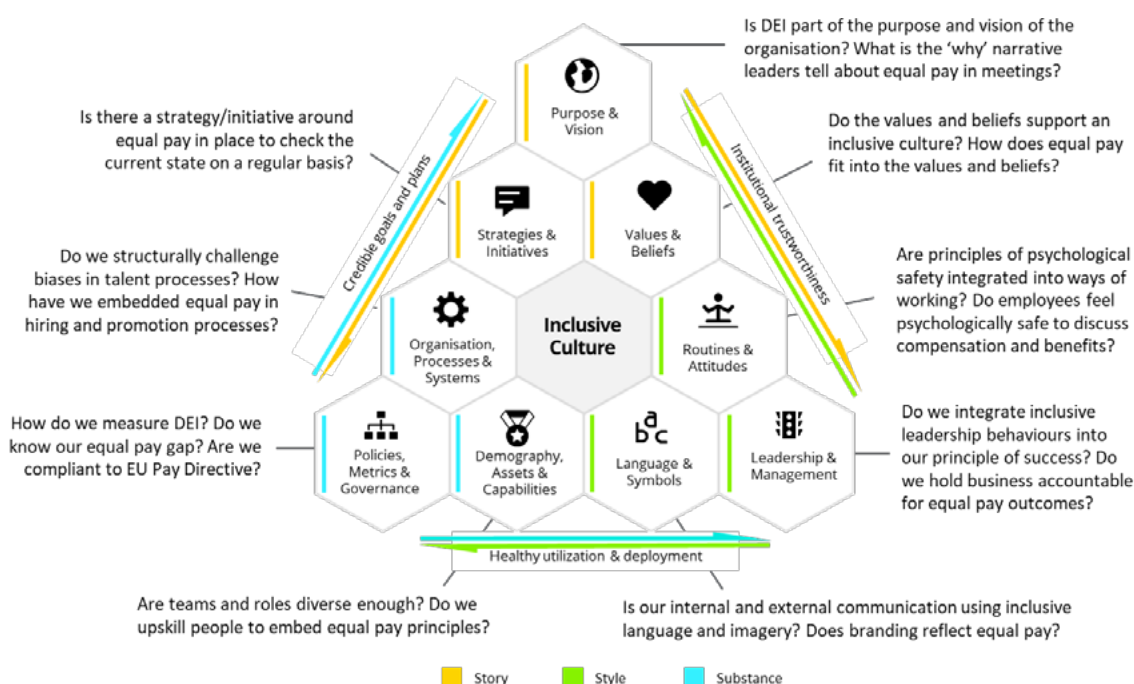 Is DEI part of the purpose and vision of the
organisation? What is the ‘why’ narrative
leaders tell about equal pay in meetings?
Purpose &
Vision
Is there a strategy/initiative around
equal pay in place to check the
current state on a regular basis?
Do the values and beliefs support an
inclusive culture? How does equal pay
fit into the values and beliefs?
Credible goals and plans
Institutional trustworthiness
Strategies &
Initiatives
Values &
Beliefs
Do we structurally challenge
biases in talent processes? How
have we embedded equal pay in
hiring and promotion processes?
Are principles of psychological
safety integrated into ways of
working? Do employees feel
psychologically safe to discuss
compensation and benefits?
Organisation,
Processes &
Systems
Inclusive
Culture
Routines &
Attitudes
How do we measure DEI? Do we
know our equal pay gap? Are we
compliant to EU Pay Directive?
Do we integrate inclusive
leadership behaviours into
our principle of success? Do
we hold business accountable
for equal pay outcomes?
Policies,
Metrics &
Governance
Demography,
Assets &
Capabilities
a
b c
Language &
Symbols
Leadership &
Management
Healthy utilization & deployment
Are teams and roles diverse enough? Do we
upskill people to embed equal pay principles?
Is our internal and external communication using inclusive
language and imagery? Does branding reflect equal pay?
Story
Style
Substance